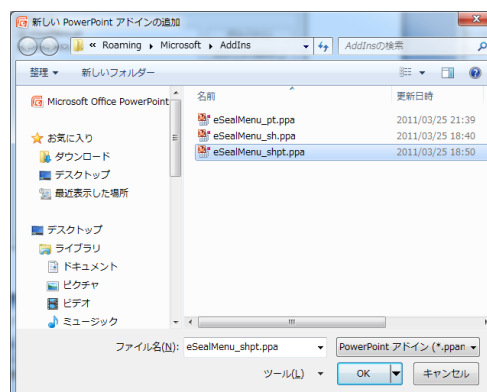 新しい PowerPoint アドインの追加
« Roaming ▸ Microsoft ▸ AddIns
AddInsの検索
整理 ▼ 新しいフォルダー
Microsoft Office PowerPoint
お気に入り
ダウンロード
デスクトップ
最近表示した場所
デスクトップ
ライブラリ
ドキュメント
ピクチャ
ビデオ
ミュージック
名前 更新日時
eSealMenu_pt.ppa 2011/03/25 21:39
eSealMenu_sh.ppa 2011/03/25 18:40
eSealMenu_shpt.ppa 2011/03/25 18:50
ファイル名(N): eSealMenu_shpt.ppa PowerPoint アドイン (*.ppan
ツール(L) OK キャンセル